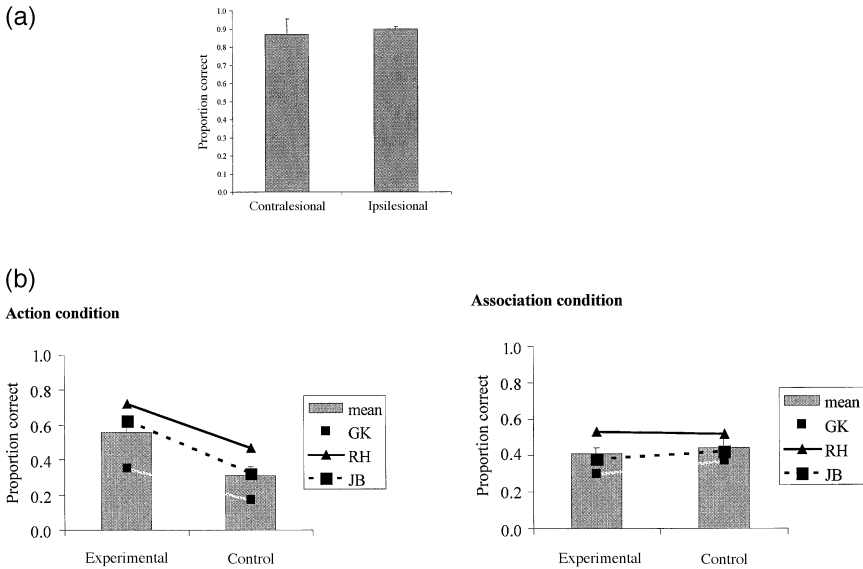 (a)
Proportion correct
1.0
0.9
0.8
0.7
0.6
0.5
0.4
0.3
0.2
0.1
0.0
Contralesional Ipsilesional
(b)
Action condition
Proportion correct
1.0
0.8
0.6
0.4
0.2
0.0
Experimental Control
mean
GK
RH
JB
Association condition
Proportion correct
1.0
0.8
0.6
0.4
0.2
0.0
Experimental Control
mean
GK
RH
JB